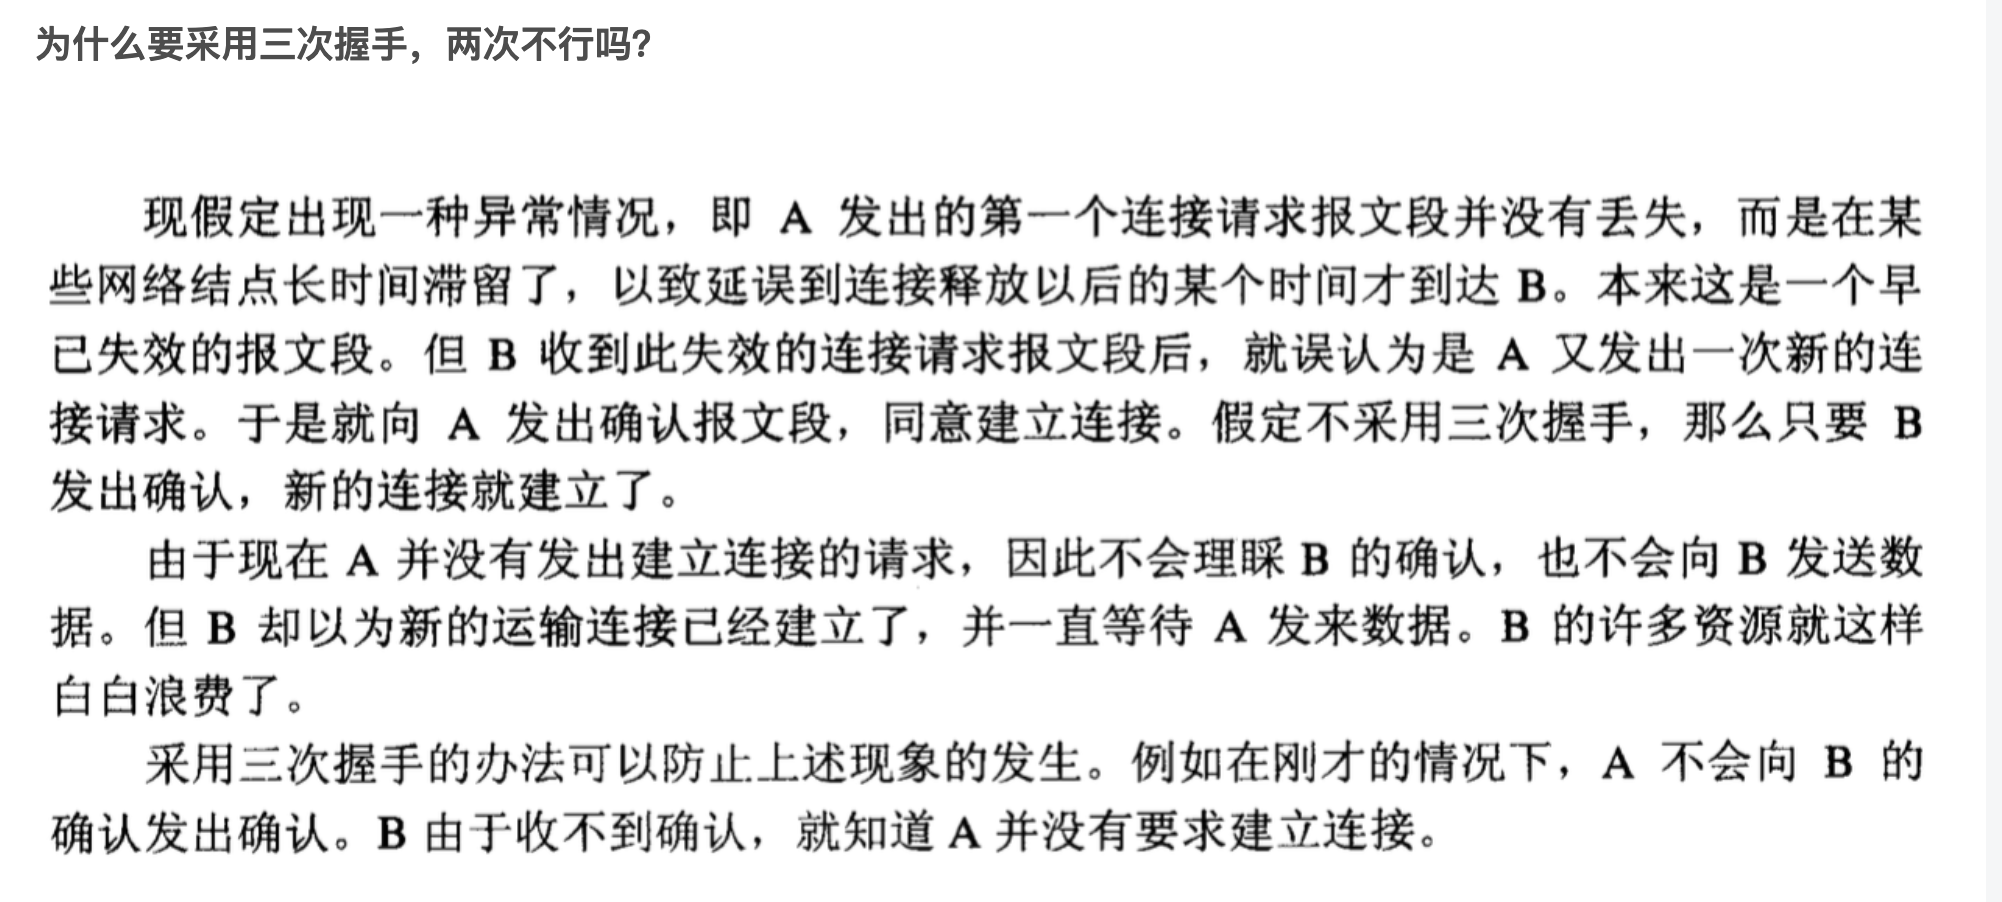 为什么要采用三次握手，两次不行吗？
现假定出现一种异常情况，即 A 发出的第一个连接请求报文段并没有丢失，而是在某
些网络结点长时间滞留了，以致延误到连接释放以后的某个时间才到达 B。本来这是一个早
已失效的报文段。但 B 收到此失效的连接请求报文段后，就误认为是 A 又发出一次新的连
接请求。于是就向 A 发出确认报文段，同意建立连接。假定不采用三次握手，那么只要 B
发出确认，新的连接就建立了。
由于现在 A 并没有发出建立连接的请求，因此不会理睬 B 的确认，也不会向 B 发送数
据。但 B 却以为新的运输连接已经建立了，并一直等待 A 发来数据。B 的许多资源就这样
白白浪费了。
采用三次握手的办法可以防止上述现象的发生。例如在刚才的情况下，A 不会向 B 的
确认发出确认。B 由于收不到确认，就知道 A 并没有要求建立连接。